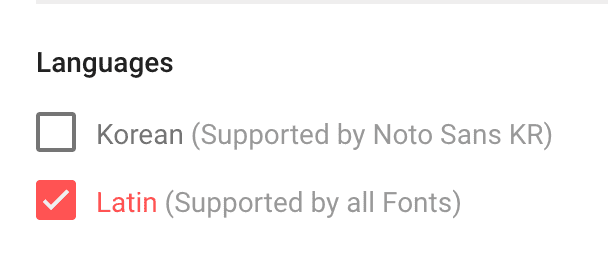 Languages
Korean (Supported by Noto Sans KR)
Latin (Supported by all Fonts)